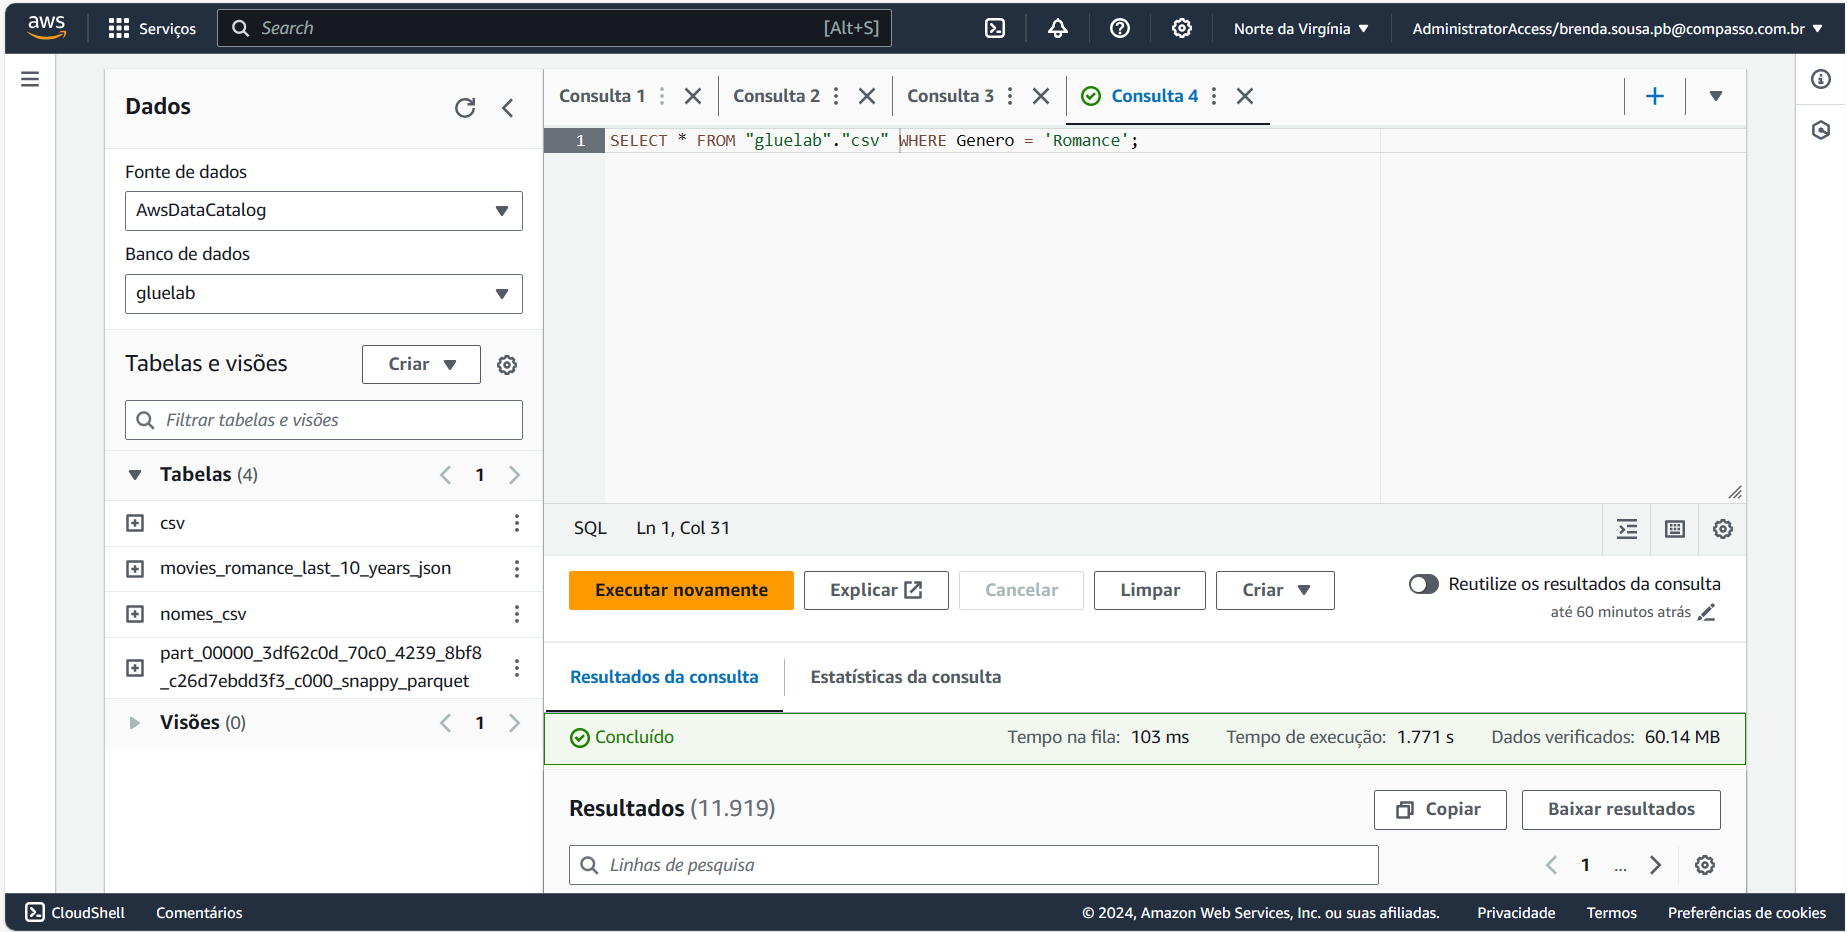 aws Serviços Search [Alt+S] Norte da Virgínia AdministratorAccess/brenda.sousa.pb@compasso.com.br
Dados
Fonte de dados
AwsDataCatalog
Banco de dados
gluelab
Tabelas e visões Criar
Filtrar tabelas e visões
Tabelas (4) 1
csv
movies_romance_last_10_years_json
nomes_csv
part_00000_3df62c0d_70c0_4239_8bf8
_c26d7ebdd3f3_c000_snappy_parquet
Visões (0) 1
Consulta 1 Consulta 2 Consulta 3 Consulta 4
1 SELECT * FROM "gluelab"."csv" WHERE Genero = 'Romance';
SQL Ln 1, Col 31
Executar novamente Explicar Cancelar Limpar Criar Reutilize os resultados da consulta
até 60 minutos atrás
Resultados da consulta Estatísticas da consulta
Concluído Tempo na fila: 103 ms Tempo de execução: 1.771 s Dados verificados: 60.14 MB
Resultados (11.919) Copiar Baixar resultados
Linhas de pesquisa 1 ...
CloudShell Comentários © 2024, Amazon Web Services, Inc. ou suas afiliadas. Privacidade Termos Preferências de cookies